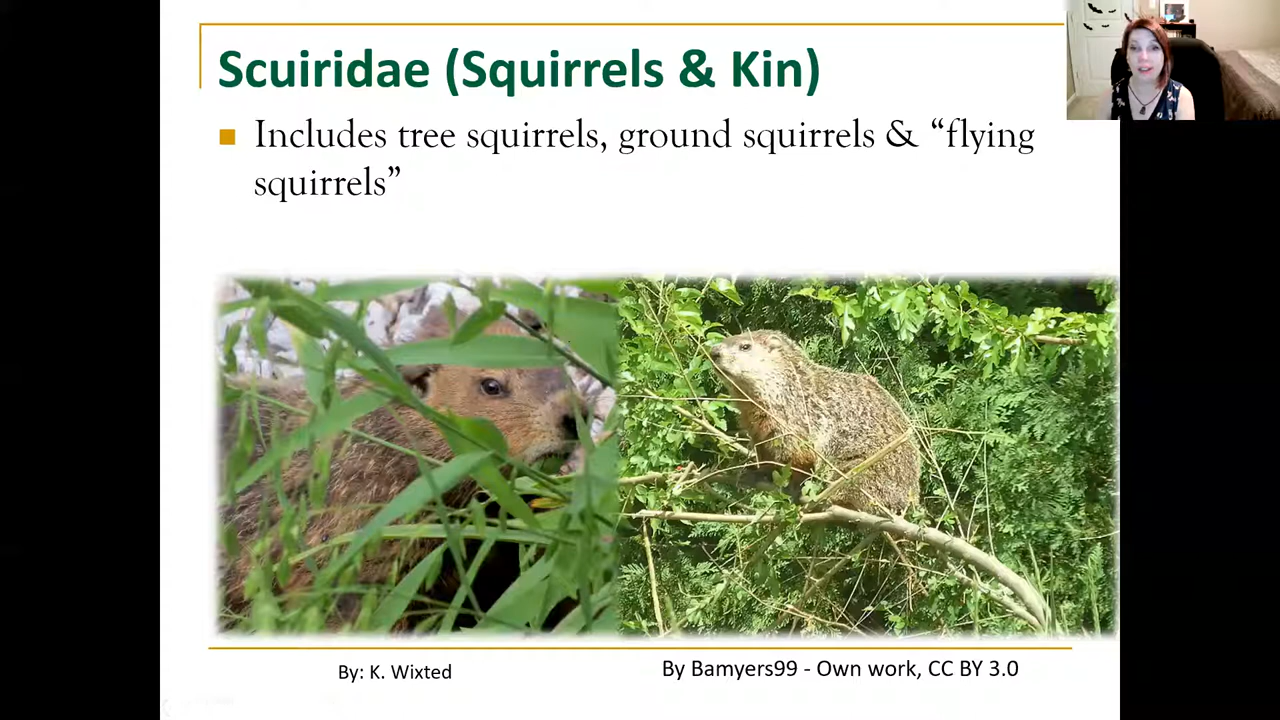 Scuiridae (Squirrels & Kin)
Includes tree squirrels, ground squirrels & “flying
squirrels”
By: K. Wixted
By Bamyers99 - Own work, CC BY 3.0